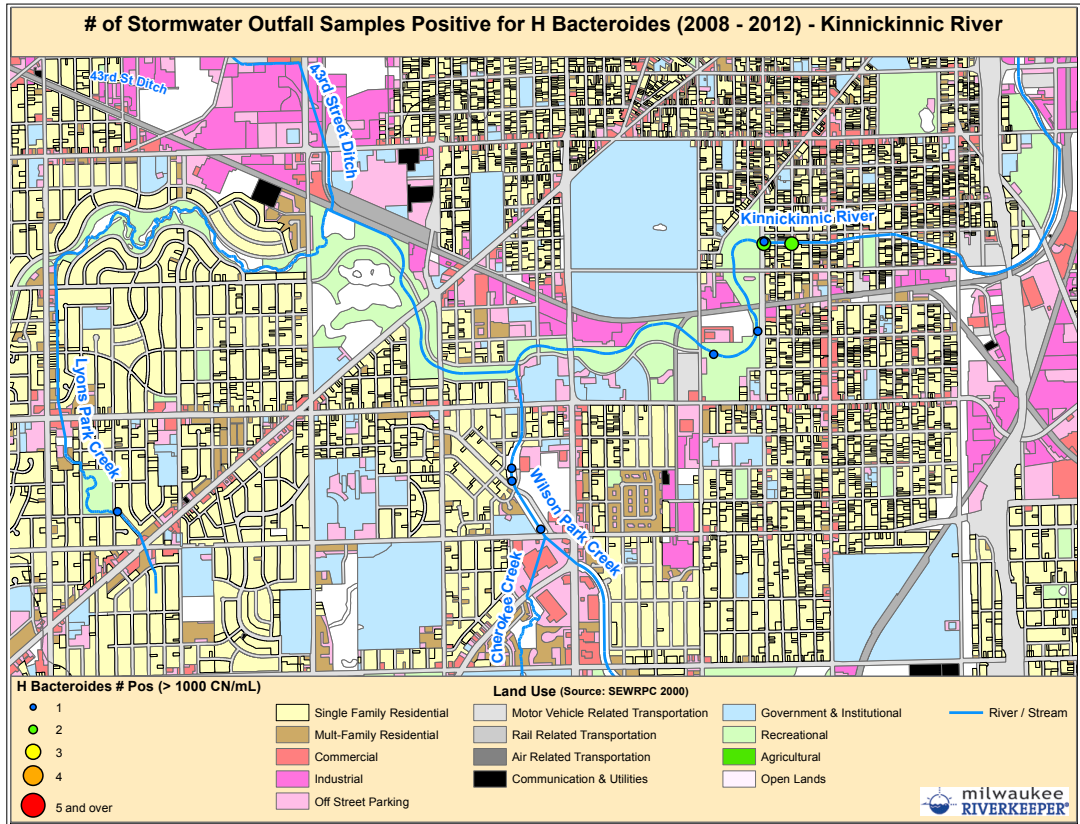 # of Stormwater Outfall Samples Positive for H Bacteroides (2008 - 2012) - Kinnickinnic River
43rd St Ditch
43rd Street Ditch
Kinnickinnic River
Lyons Park Creek
Wilson Park Creek
Cherokee Creek
H Bacteroides # Pos (> 1000 CN/mL)
1
2
3
4
5 and over
Land Use (Source: SEWRPC 2000)
Single Family Residential
Mult-Family Residential
Commercial
Industrial
Off Street Parking
Motor Vehicle Related Transportation
Rail Related Transportation
Air Related Transportation
Communication & Utilities
Government & Institutional
Recreational
Agricultural
Open Lands
River / Stream
milwaukee
RIVERKEEPER®